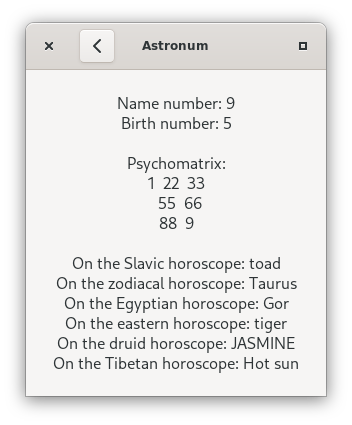 Astronum
Name number: 9
Birth number: 5
Psychomatrix:
1 22 33
55 66
88 9
On the Slavic horoscope: toad
On the zodiacal horoscope: Taurus
On the Egyptian horoscope: Gor
On the eastern horoscope: tiger
On the druid horoscope: JASMINE
On the Tibetan horoscope: Hot sun